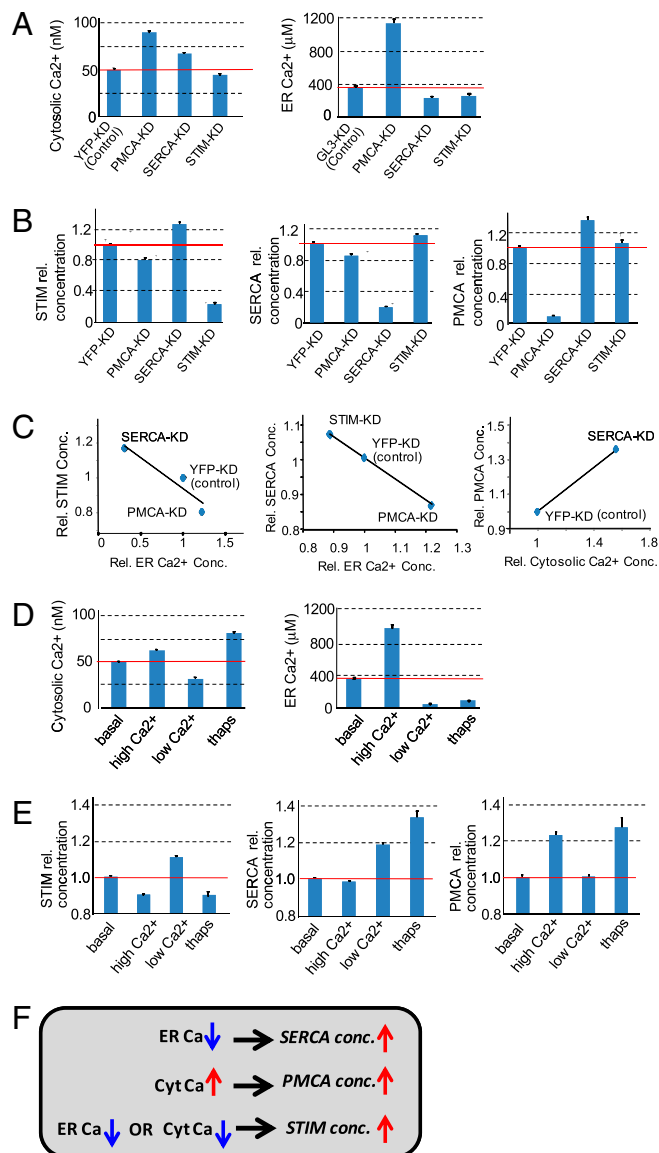 A
Cytosolic Ca2+ (nM)
100
50
0
YFP-KD
(Control)
PMCA-KD
SERCA-KD
STIM-KD
ER Ca2+ (µM)
1200
800
400
0
GL3-KD
(Control)
PMCA-KD
SERCA-KD
STIM-KD
B
STIM rel.
concentration
1.2
0.8
0.4
0
YFP-KD
PMCA-KD
SERCA-KD
STIM-KD
SERCA rel.
concentration
1.2
0.8
0.4
0
YFP-KD
PMCA-KD
SERCA-KD
STIM-KD
PMCA rel.
concentration
1.2
0.8
0.4
0
YFP-KD
PMCA-KD
SERCA-KD
STIM-KD
C
Rel. STIM Conc.
1.2
1
0.8
SERCA-KD
YFP-KD
(control)
PMCA-KD
0 0.5 1 1.5
Rel. ER Ca2+ Conc.
Rel. SERCA Conc.
1.1
1
0.9
0.8
STIM-KD
YFP-KD
(control)
PMCA-KD
0.8 0.9 1 1.1 1.2 1.3
Rel. ER Ca2+ Conc.
Rel. PMCA Conc.
1.4
1.2
1
0.8
SERCA-KD
YFP-KD (control)
1 1.4 1.6 1.8
Rel. Cytosolic Ca2+ Conc.
D
Cytosolic Ca2+ (nM)
100
50
0
basal
high Ca2+
low Ca2+
thaps
ER Ca2+ (µM)
1200
800
400
0
basal
high Ca2+
low Ca2+
thaps
E
STIM rel.
concentration
1.4
1.2
1.0
0.8
basal
high Ca2+
low Ca2+
thaps
SERCA rel.
concentration
1.4
1.2
1.0
0.8
basal
high Ca2+
low Ca2+
thaps
PMCA rel.
concentration
1.4
1.2
1.0
0.8
basal
high Ca2+
low Ca2+
thaps
F
ER Ca SERCA conc.
Cyt Ca PMCA conc.
ER Ca OR Cyt Ca STIM conc.